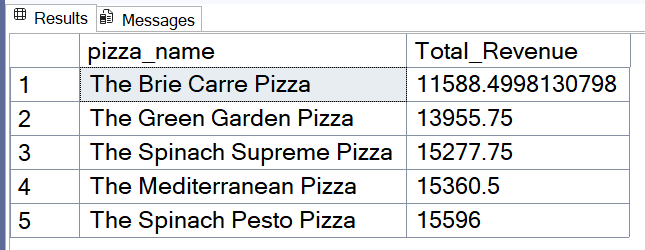 Results Messages
pizza_name Total_Revenue
1 The Brie Carre Pizza 11588.4998130798
2 The Green Garden Pizza 13955.75
3 The Spinach Supreme Pizza 15277.75
4 The Mediterranean Pizza 15360.5
5 The Spinach Pesto Pizza 15596